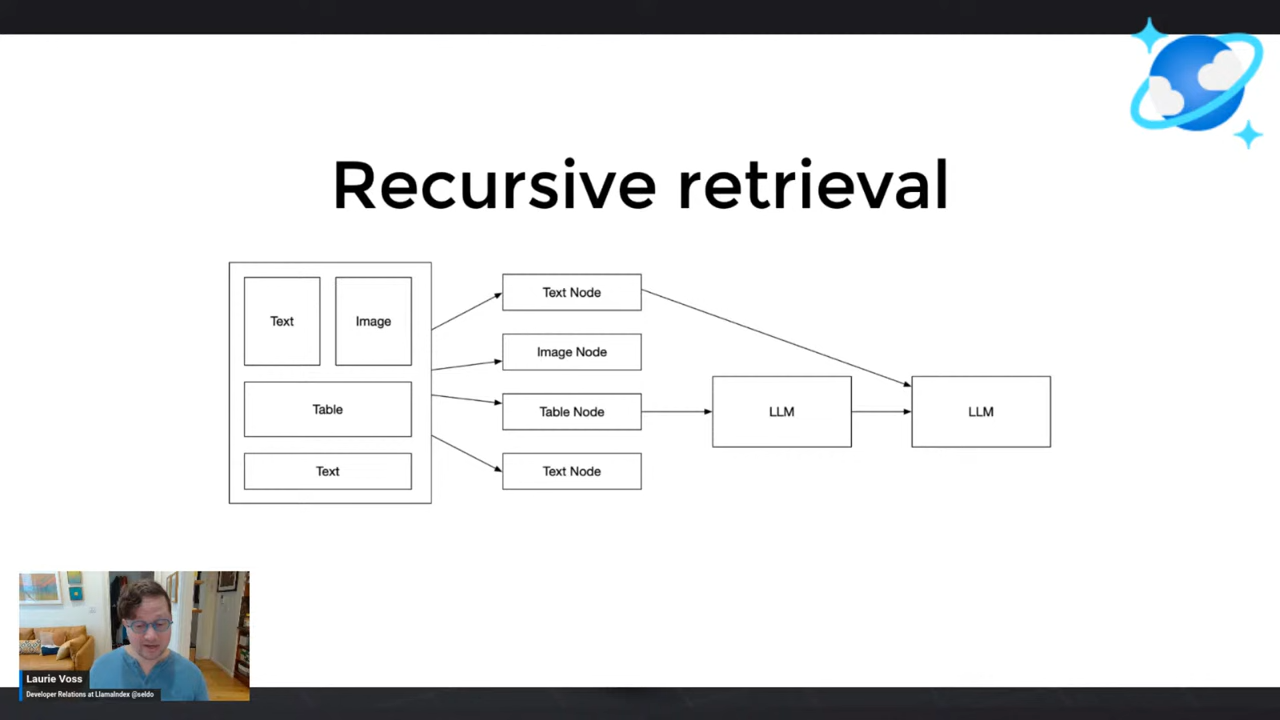 Recursive retrieval
Text
Image
Table
Text
Text Node
Image Node
Table Node
Text Node
LLM
LLM
Laurie Voss
Developer Relations at LlamaIndex @seldo